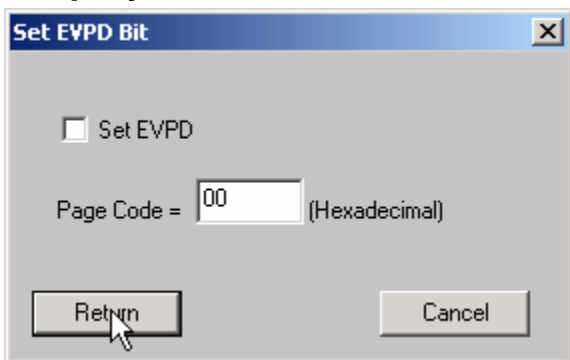 Set EVPD Bit
Set EVPD
Page Code = 00 (Hexadecimal)
Return Cancel